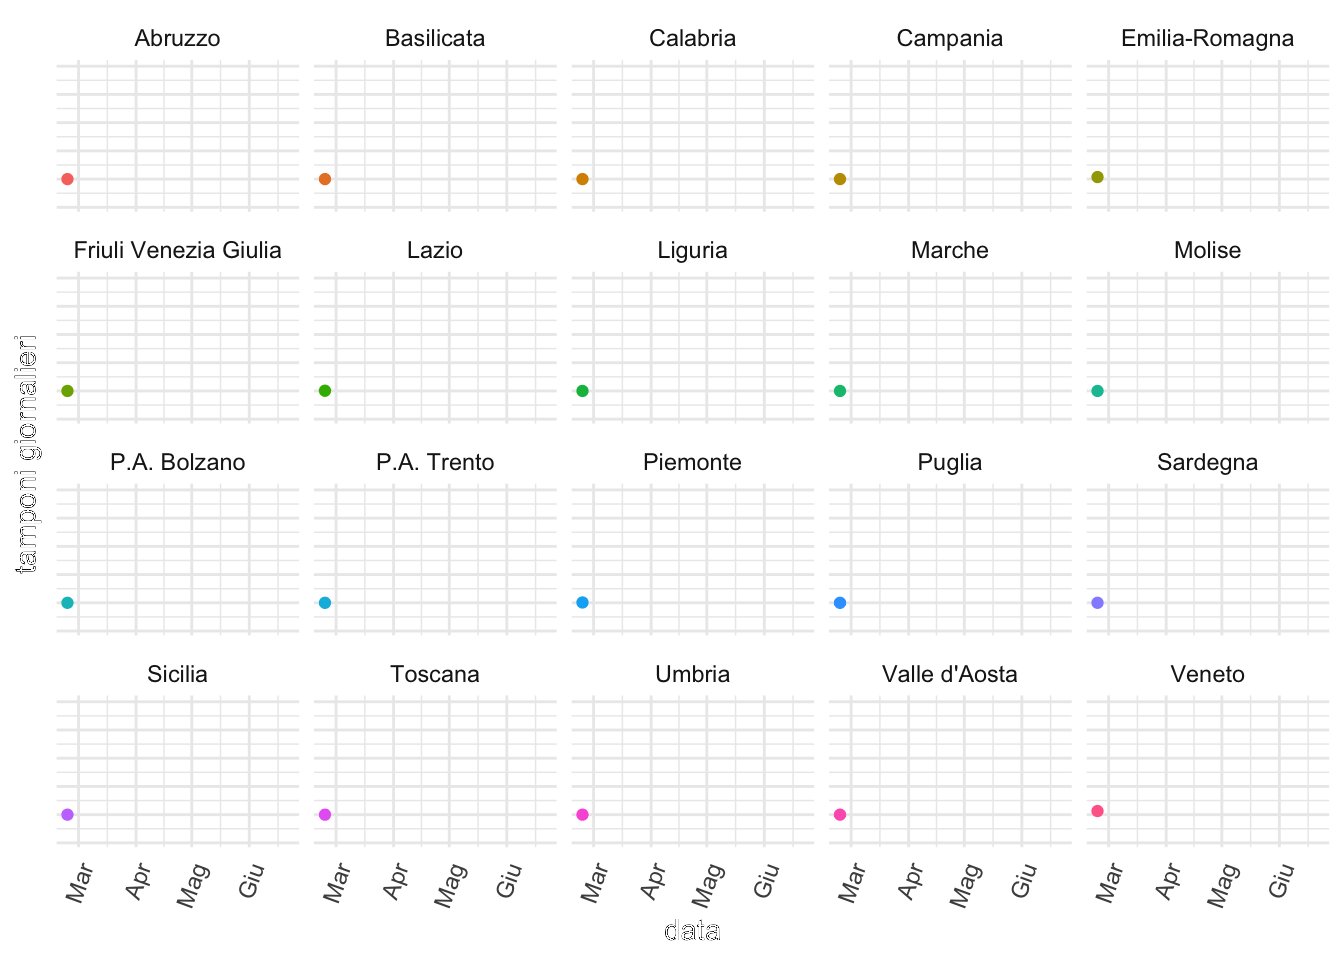 Abruzzo Basilicata Calabria Campania Emilia-Romagna
Friuli Venezia Giulia Lazio Liguria Marche Molise
P.A. Bolzano P.A. Trento Piemonte Puglia Sardegna
Sicilia Toscana Umbria Valle d'Aosta Veneto
tamponi giornalieri
Mar Apr Mag Giu Mar Apr Mag Giu Mar Apr Mag Giu Mar Apr Mag Giu Mar Apr Mag Giu
data